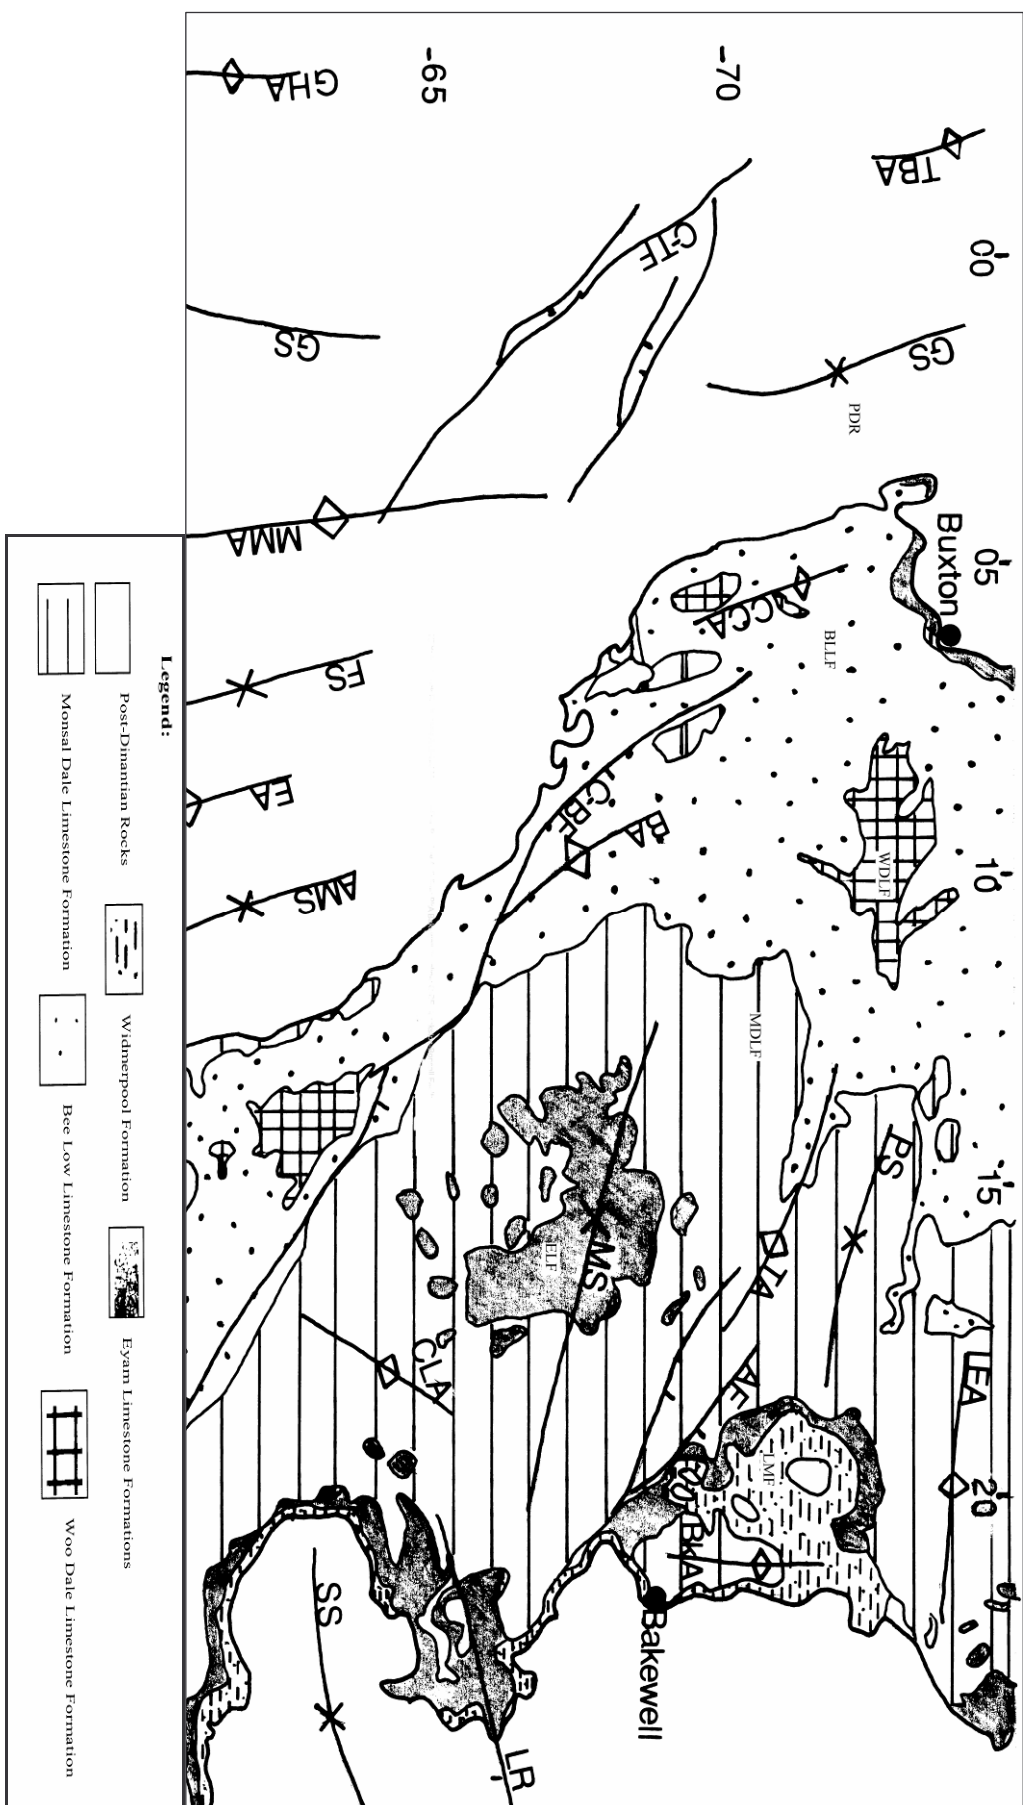 -65
-70
GHA
TBA
00
GTF
GS
GS
PDR
MMA
Buxton
05
CCA
BLLF
FS
EA
AMS
BA
WDLF
10
MDLF
PS
15
MS
ELF
TA
CLA
LEA
LMF
20
BKA
Bakewell
SS
LR
Legend:
Post-Dinantian Rocks
Widmerpool Formation
Eyam Limestone Formations
Monsal Dale Limestone Formation
Bee Low Limestone Formation
Woo Dale Limestone Formation